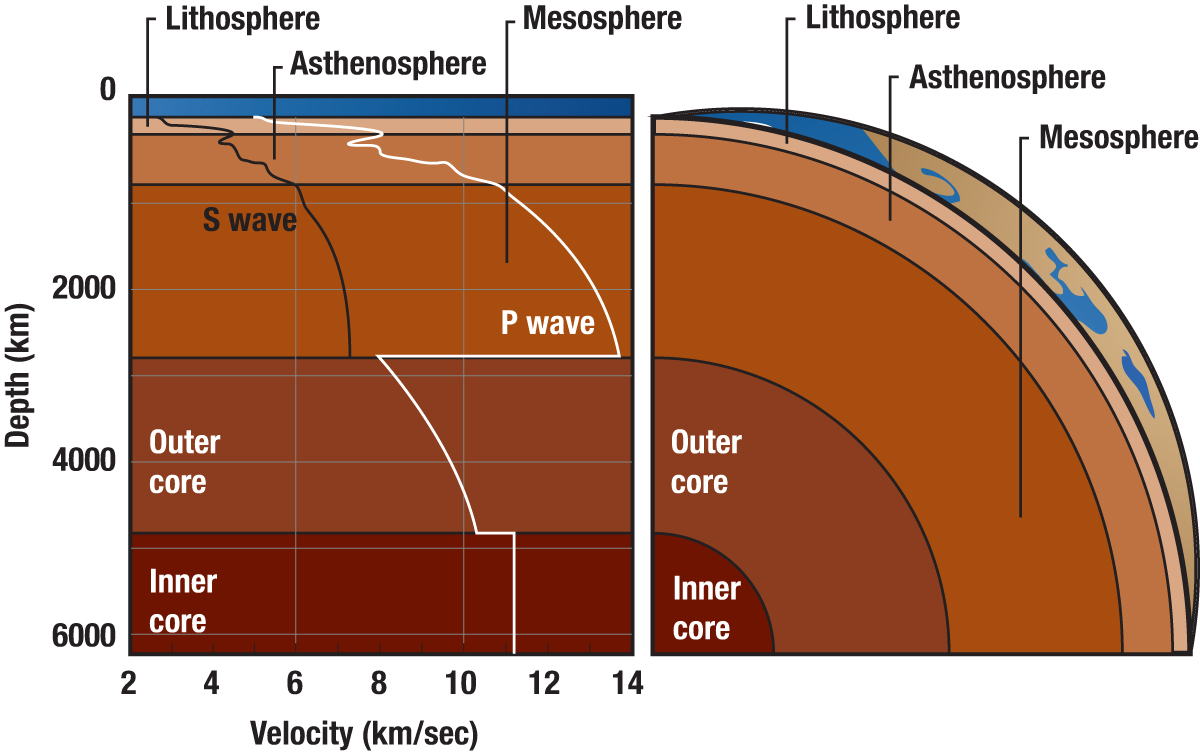 Lithosphere
Mesosphere
Lithosphere
Asthenosphere
Asthenosphere
Mesosphere
0
S wave
2000
P wave
Depth (km)
Outer
core
Outer
core
4000
Inner
core
Inner
core
6000
2 4 6 8 10 12 14
Velocity (km/sec)